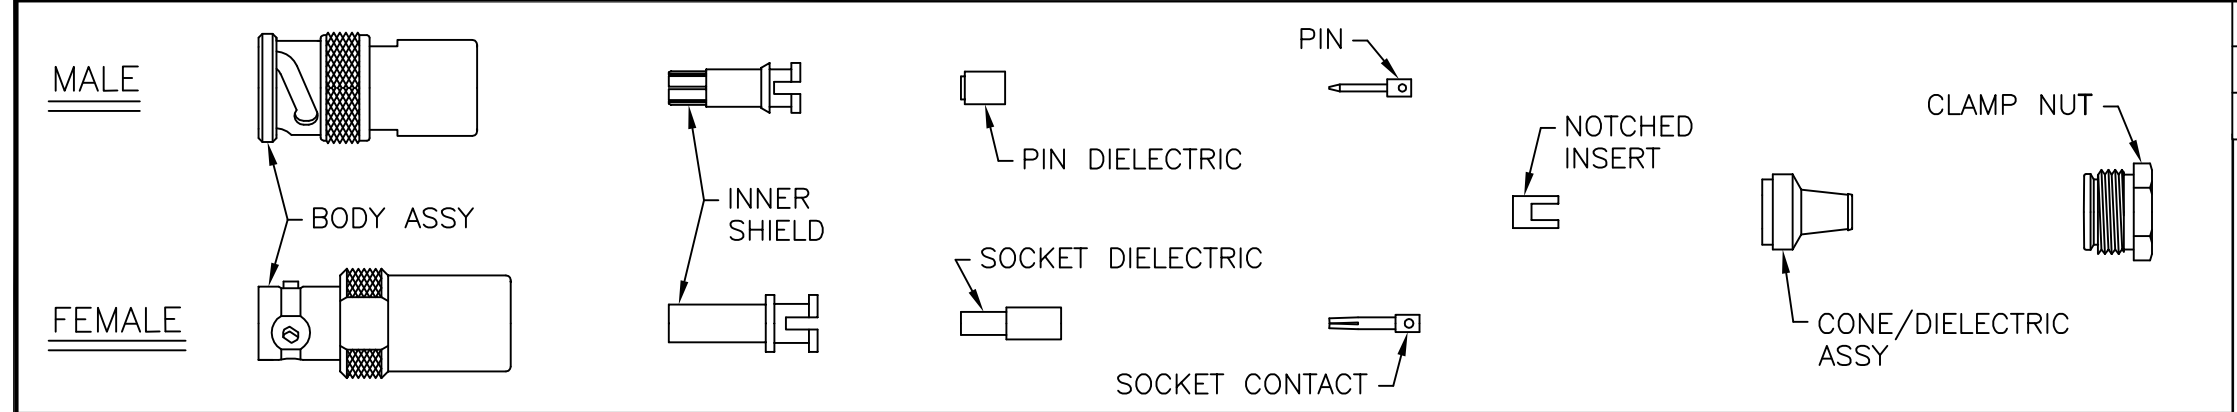 MALE
PIN
CLAMP NUT
NOTCHED
INSERT
PIN DIELECTRIC
INNER
SHIELD
BODY ASSY
SOCKET DIELECTRIC
FEMALE
CONE/DIELECTRIC
ASSY
SOCKET CONTACT